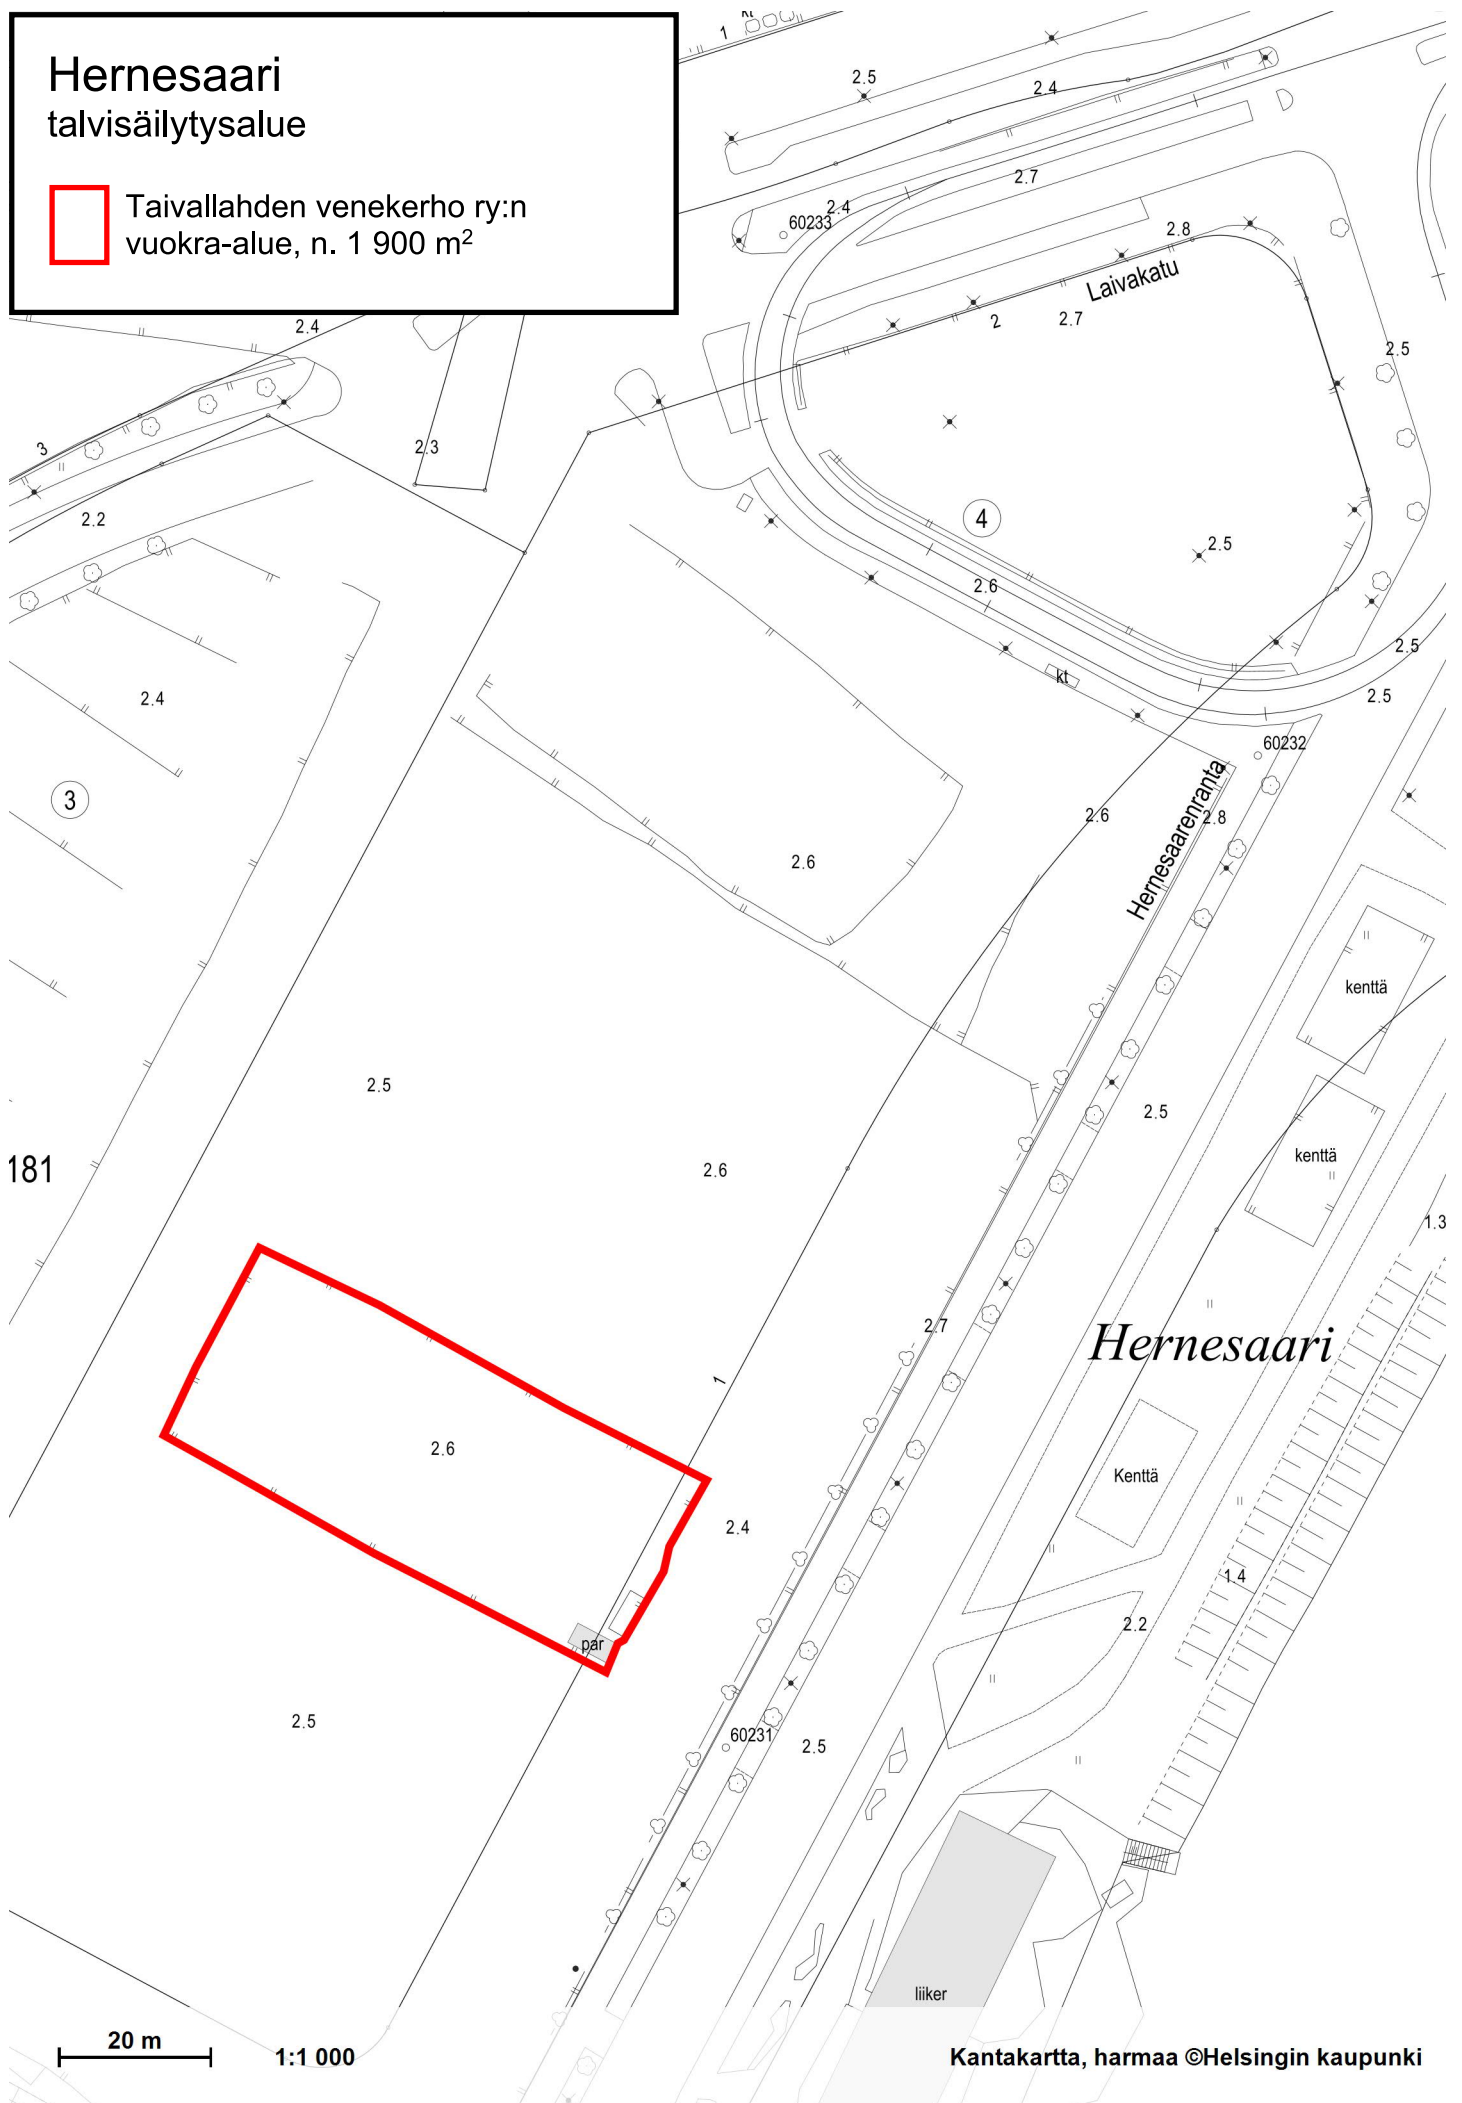 Hernesaari
talvisäilytysalue
Taivallahden venekerho ry:n
vuokra-alue, n. 1 900 m²
1
2.5
2.4
2.7
2.4
60233
2.8
Laivakatu
2
2.7
2.4
2.5
3
2.3
2.2
4
2.5
2.6
2.5
kt
2.5
2.4
60232
3
2.6
Hernesaarenranta
2.8
2.6
kenttä
2.5
2.5
kenttä
181
2.6
1.3
2.7
Hernesaari
1
2.6
Kenttä
2.4
1.4
2.2
par
2.5
60231
2.5
liiker
20 m
1:1 000
Kantakartta, harmaa ©Helsingin kaupunki